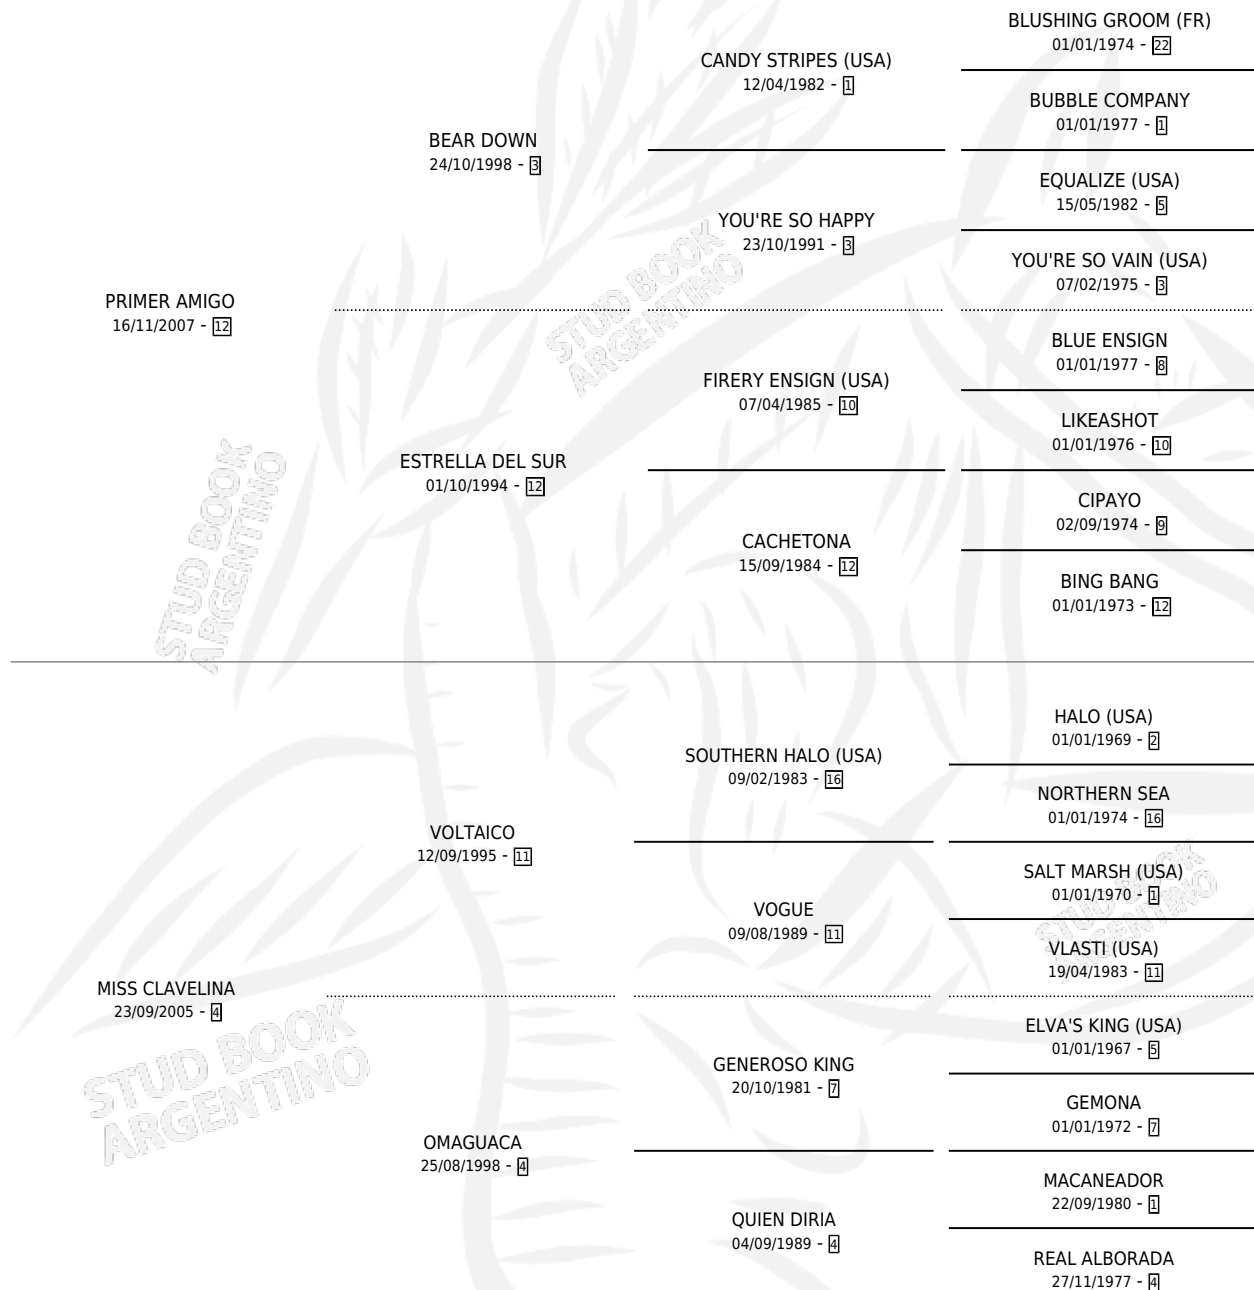 BLUSHING GROOM (FR)
01/01/1974 - 22
CANDY STRIPES (USA)
12/04/1982 - 1
BUBBLE COMPANY
01/01/1977 - 1
BEAR DOWN
24/10/1998 - 3
EQUALIZE (USA)
15/05/1982 - 5
YOU'RE SO HAPPY
23/10/1991 - 3
YOU'RE SO VAIN (USA)
07/02/1975 - 3
PRIMER AMIGO
16/11/2007 - 12
BLUE ENSIGN
01/01/1977 - 8
FIRERY ENSIGN (USA)
07/04/1985 - 10
LIKEASHOT
01/01/1976 - 10
ESTRELLA DEL SUR
01/10/1994 - 12
CIPAYO
02/09/1974 - 9
CACHETONA
15/09/1984 - 12
BING BANG
01/01/1973 - 12
HALO (USA)
01/01/1969 - 2
SOUTHERN HALO (USA)
09/02/1983 - 16
NORTHERN SEA
01/01/1974 - 16
VOLTAICO
12/09/1995 - 11
SALT MARSH (USA)
01/01/1970 - 1
VOGUE
09/08/1989 - 11
VLASTI (USA)
19/04/1983 - 11
MISS CLAVELINA
23/09/2005 - 4
ELVA'S KING (USA)
01/01/1967 - 5
GENEROSO KING
20/10/1981 - 7
GEMONA
01/01/1972 - 7
OMAGUACA
25/08/1998 - 4
MACANEADOR
22/09/1980 - 1
QUIEN DIRIA
04/09/1989 - 4
REAL ALBORADA
27/11/1977 - 4
STUD BOOK
ARGENTINO
STUD BOOK
ARGENTINO
STUD BOOK
ARGENTINO
STUD BOOK
ARGENTINO